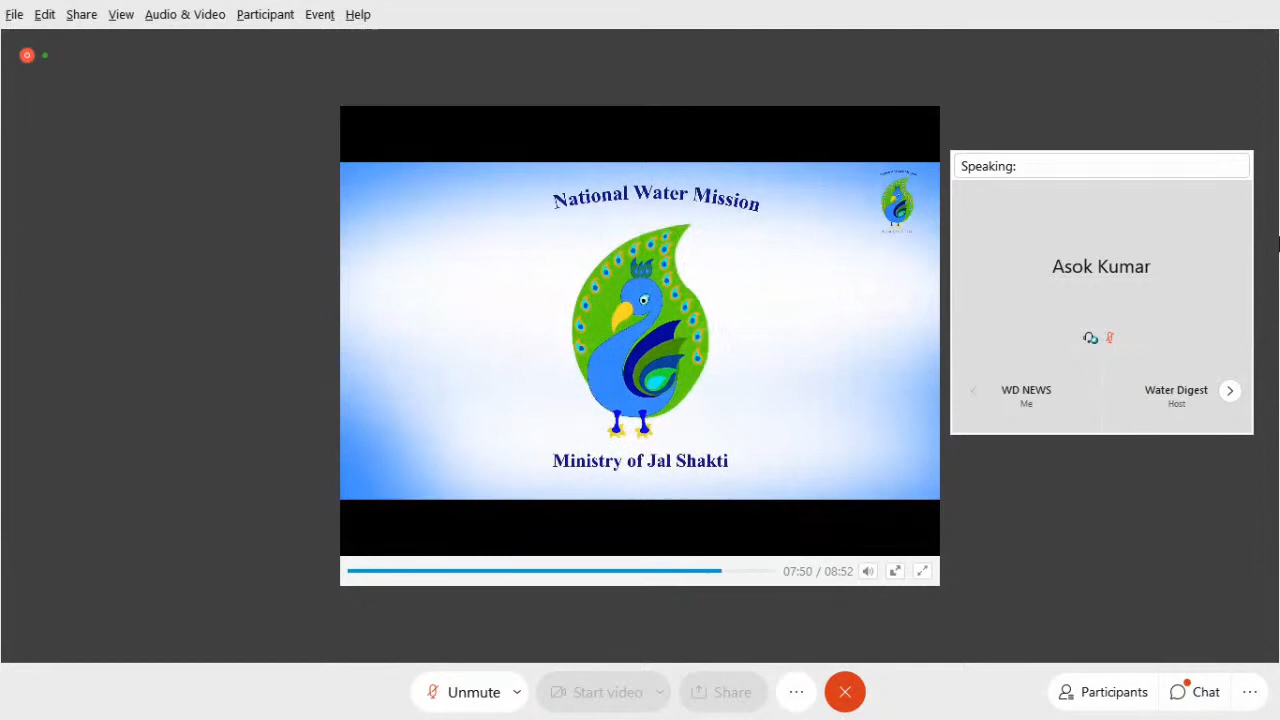 File Edit Share View Audio & Video Participant Event Help
National Water Mission
Ministry of Jal Shakti
07:50 / 08:52
Speaking:
Asok Kumar
WD NEWS
Me
Water Digest
Host
Unmute
Start video
Share
Participants
Chat